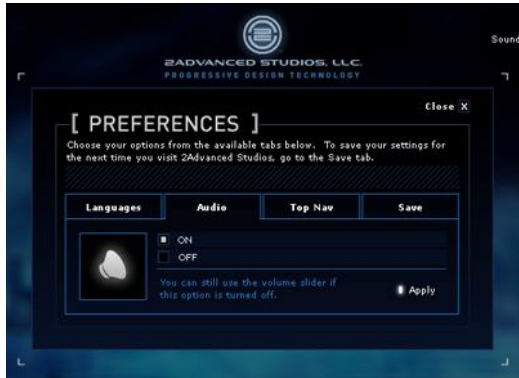 2ADVANCED STUDIOS, LLC.
PROGRESSIVE DESIGN TECHNOLOGY
Sound
Close X
[ PREFERENCES ]
Choose your options from the available tabs below. To save your settings for
the next time you visit 2Advanced Studios, go to the Save tab.
Languages Audio Top Nav Save
ON
OFF
You can still use the volume slider if
this option is turned off.
Apply